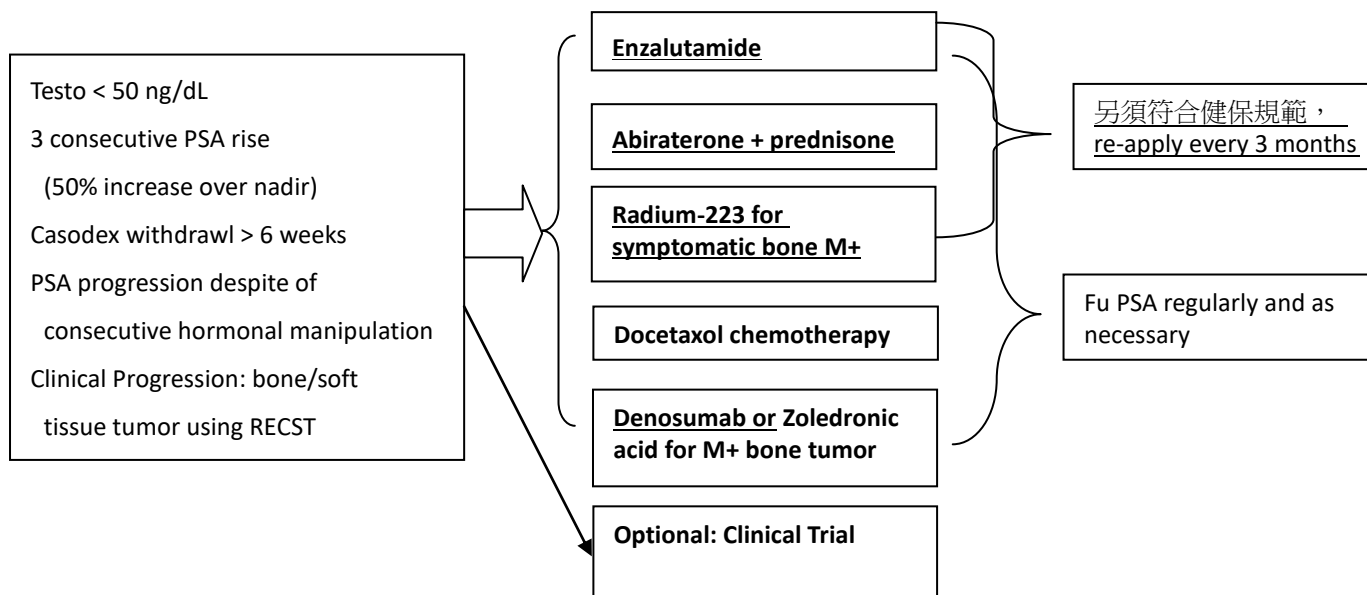 Testo < 50 ng/dL
3 consecutive PSA rise
(50% increase over nadir)
Casodex withdrawl > 6 weeks
PSA progression despite of
consecutive hormonal manipulation
Clinical Progression: bone/soft
tissue tumor using RECST
Enzalutamide
Abiraterone + prednisone
Radium-223 for
symptomatic bone M+
Docetaxol chemotherapy
Denosumab or Zoledronic
acid for M+ bone tumor
Optional: Clinical Trial
另須符合健保規範，
re-apply every 3 months
Fu PSA regularly and as
necessary